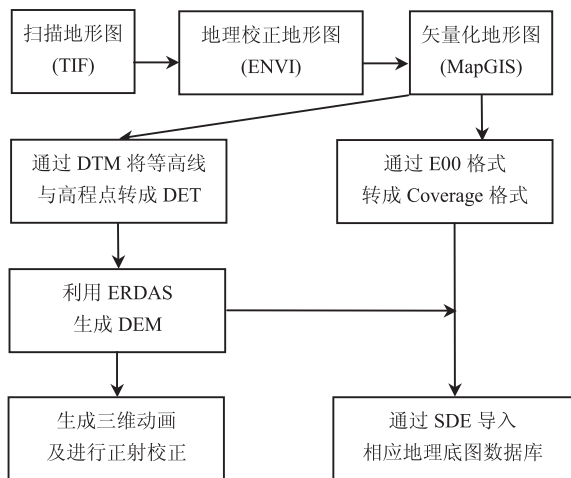 扫描地形图
(TIF)
地理校正地形图
(ENVI)
矢量化地形图
(MapGIS)
通过 DTM 将等高线
与高程点转成 DET
通过 E00 格式
转成 Coverage 格式
利用 ERDAS
生成 DEM
生成三维动画
及进行正射校正
通过 SDE 导入
相应地理底图数据库